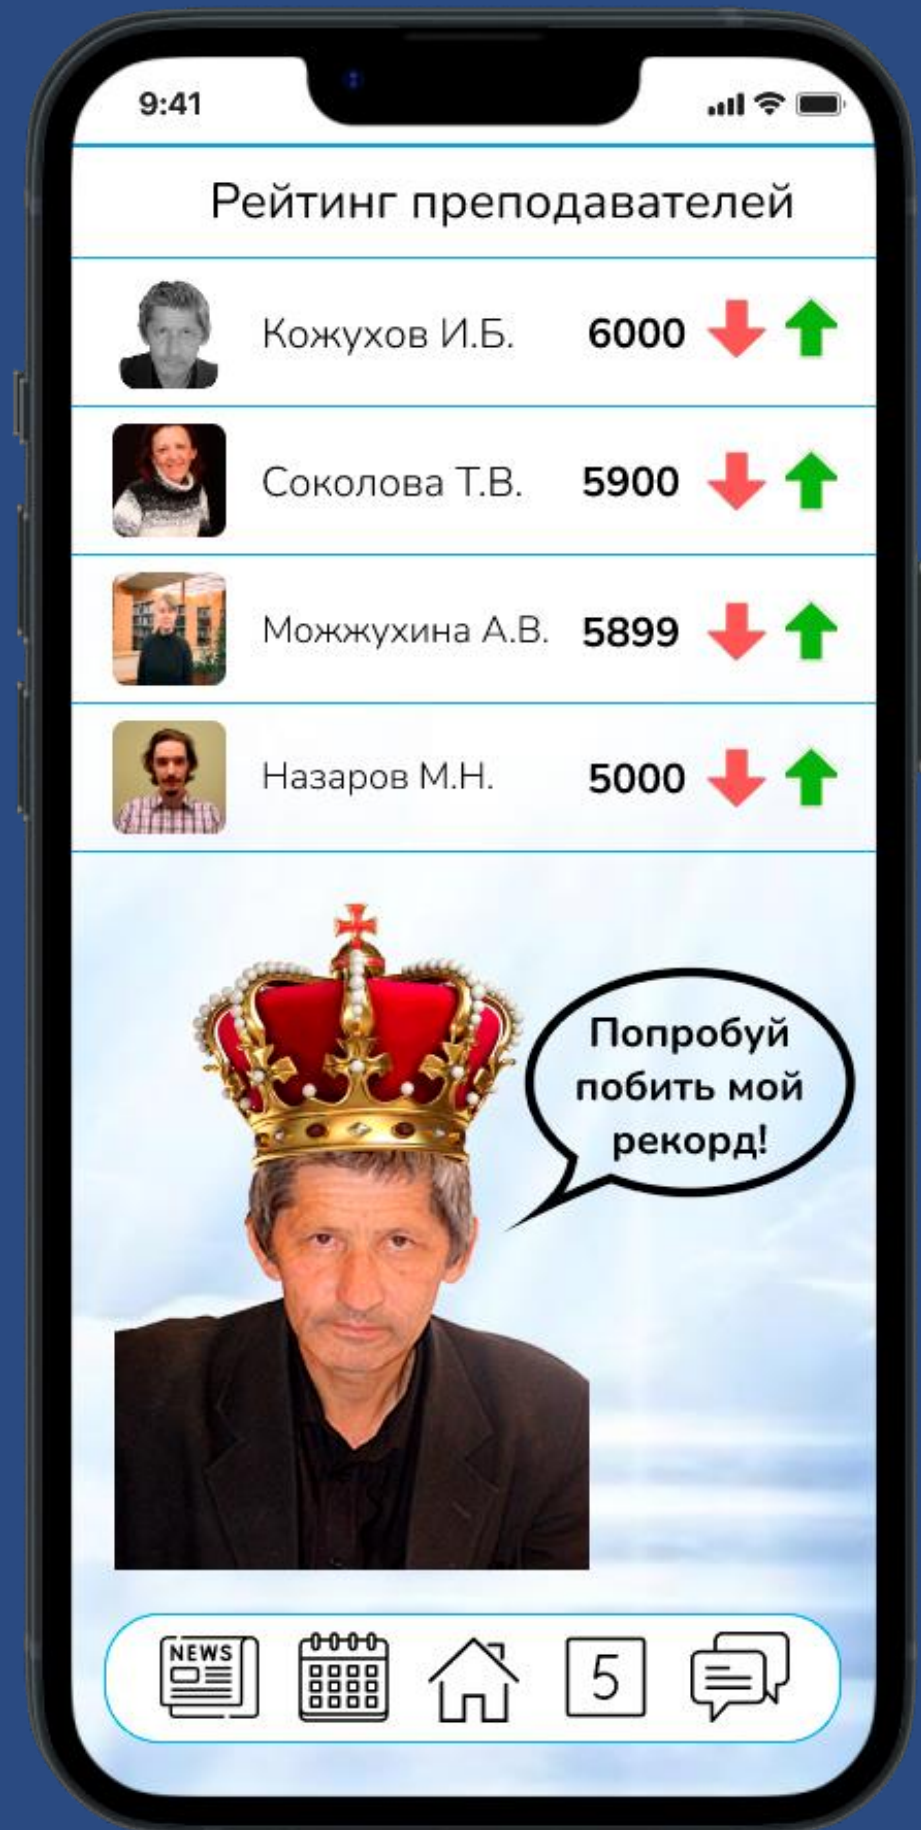 9:41
Рейтинг преподавателей
Кожухов И.Б. 6000
Соколова Т.В. 5900
Можжухина А.В. 5899
Назаров М.Н. 5000
Попробуй
побить мой
рекорд!
NEWS
5